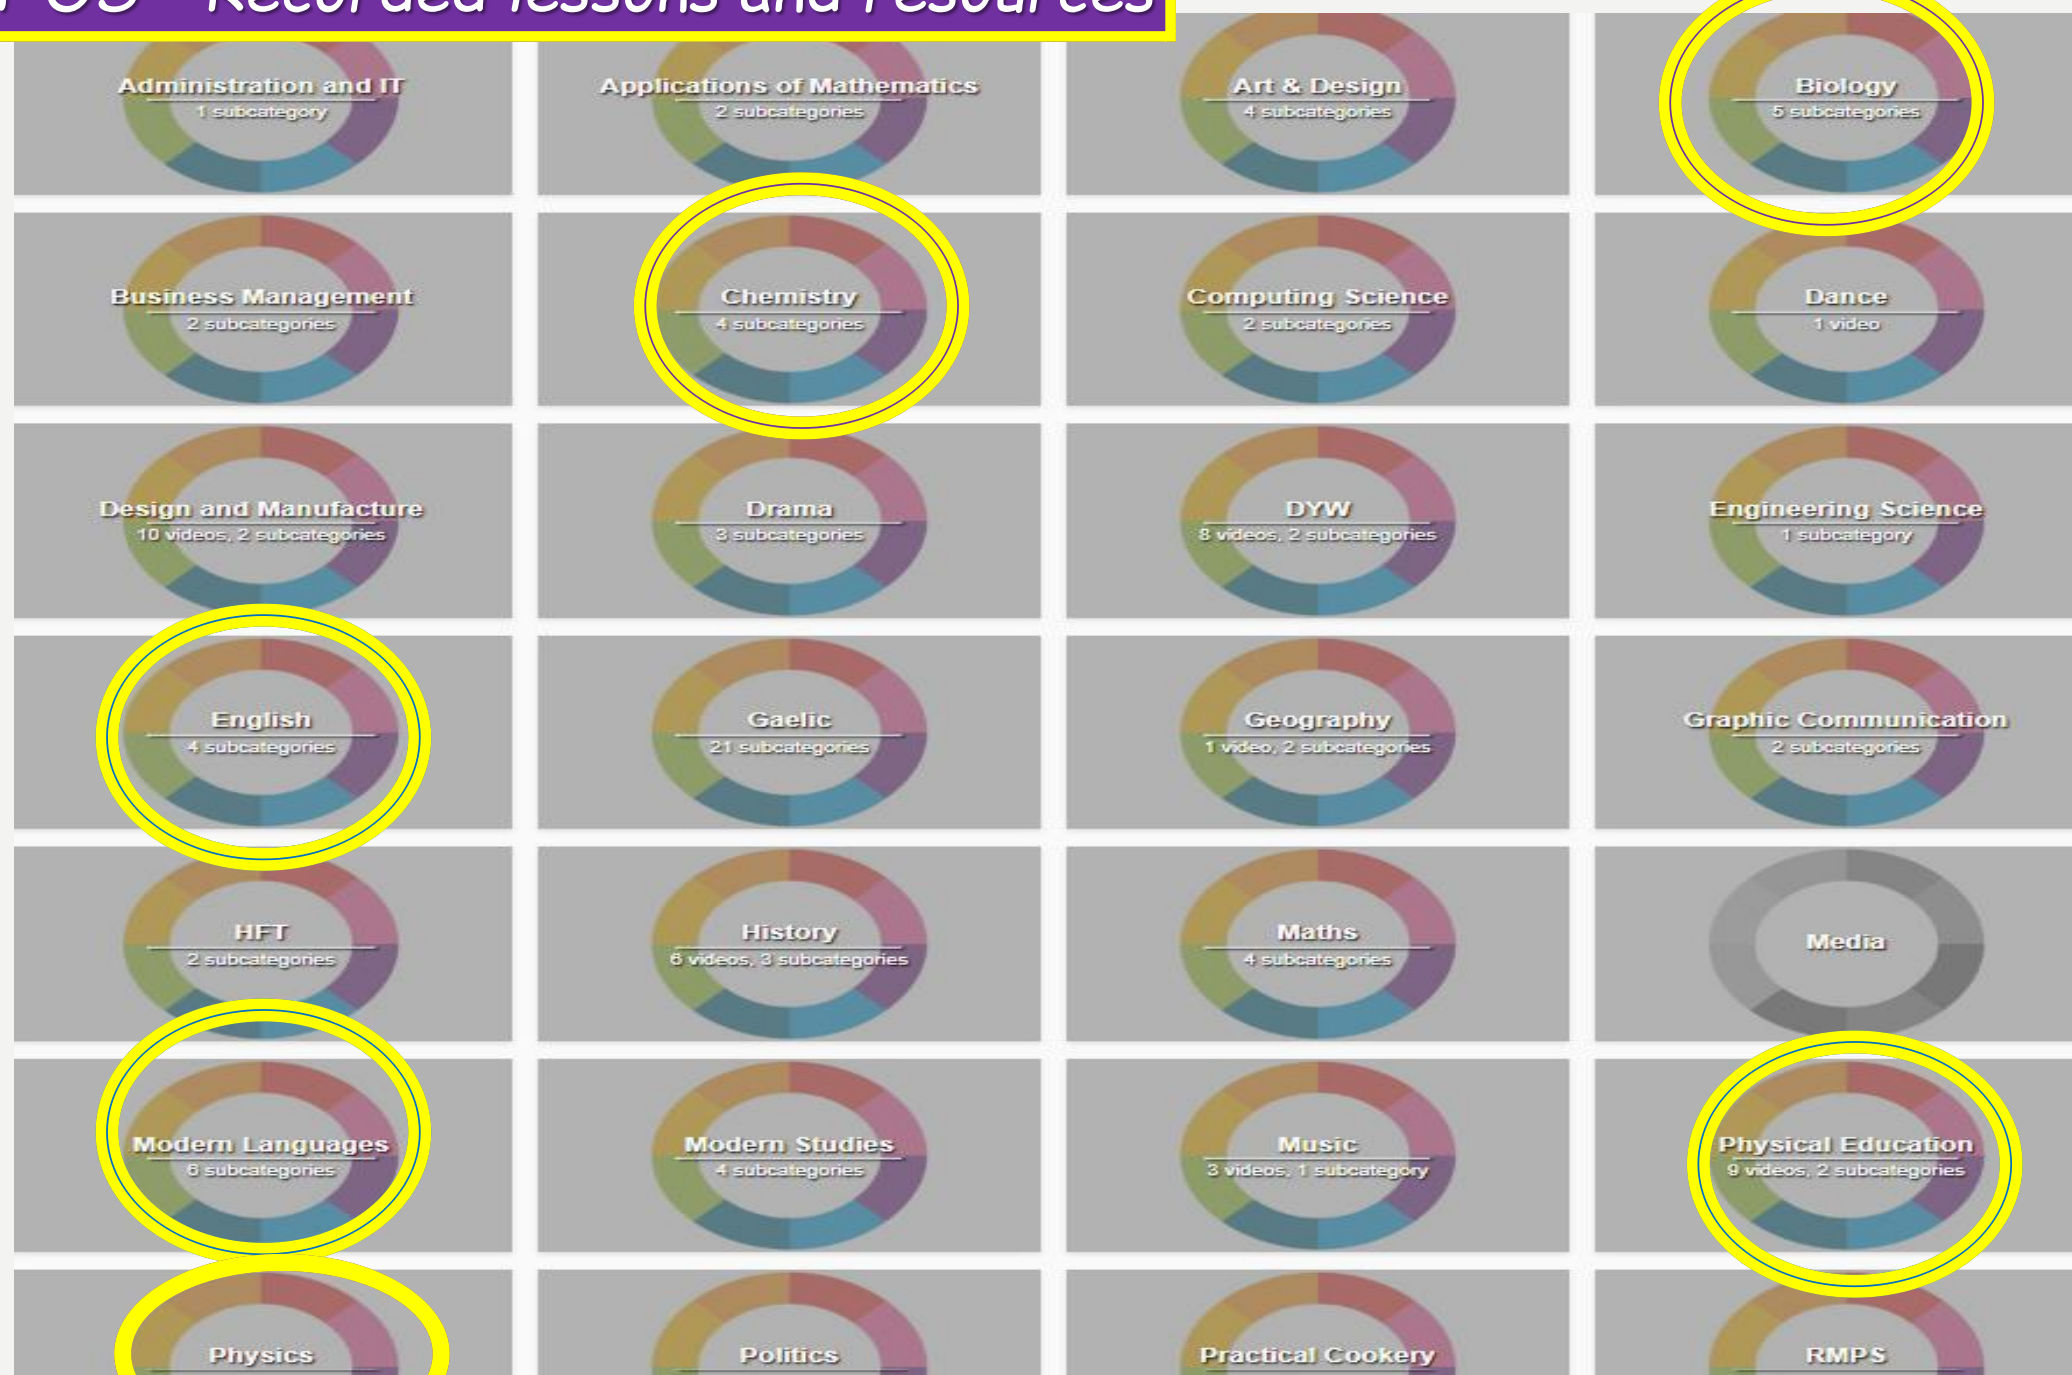 Recorded lessons and resources
Administration and IT
1 subcategory
Applications of Mathematics
2 subcategories
Art & Design
4 subcategories
Biology
5 subcategories
Business Management
2 subcategories
Chemistry
4 subcategories
Computing Science
2 subcategories
Dance
1 video
Design and Manufacture
10 videos, 2 subcategories
Drama
3 subcategories
DYW
8 videos, 2 subcategories
Engineering Science
1 subcategory
English
4 subcategories
Gaelic
21 subcategories
Geography
1 video, 2 subcategories
Graphic Communication
2 subcategories
HFT
2 subcategories
History
6 videos, 3 subcategories
Maths
4 subcategories
Media
Modern Languages
6 subcategories
Modern Studies
4 subcategories
Music
3 videos, 1 subcategory
Physical Education
9 videos, 2 subcategories
Physics
Politics
Practical Cookery
RMPS